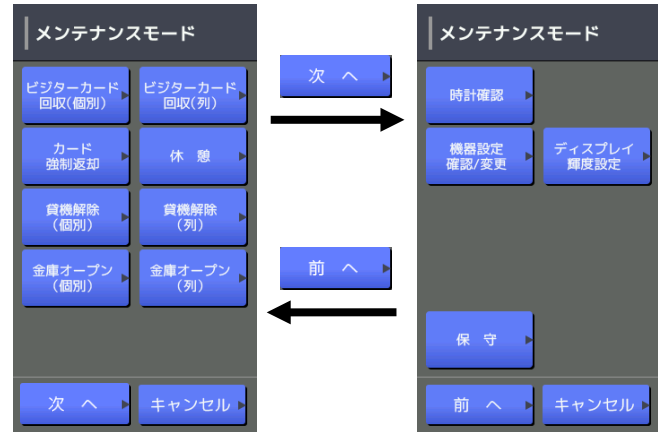 メンテナンスモード
ビジターカード
回収(個別)
ビジターカード
回収(列)
カード
強制返却
休 憩
貸機解除
(個別)
貸機解除
(列)
金庫オープン
(個別)
金庫オープン
(列)
次 へ
キャンセル
次 へ
前 へ
メンテナンスモード
時計確認
機器設定
確認/変更
ディスプレイ
輝度設定
保 守
前 へ
キャンセル